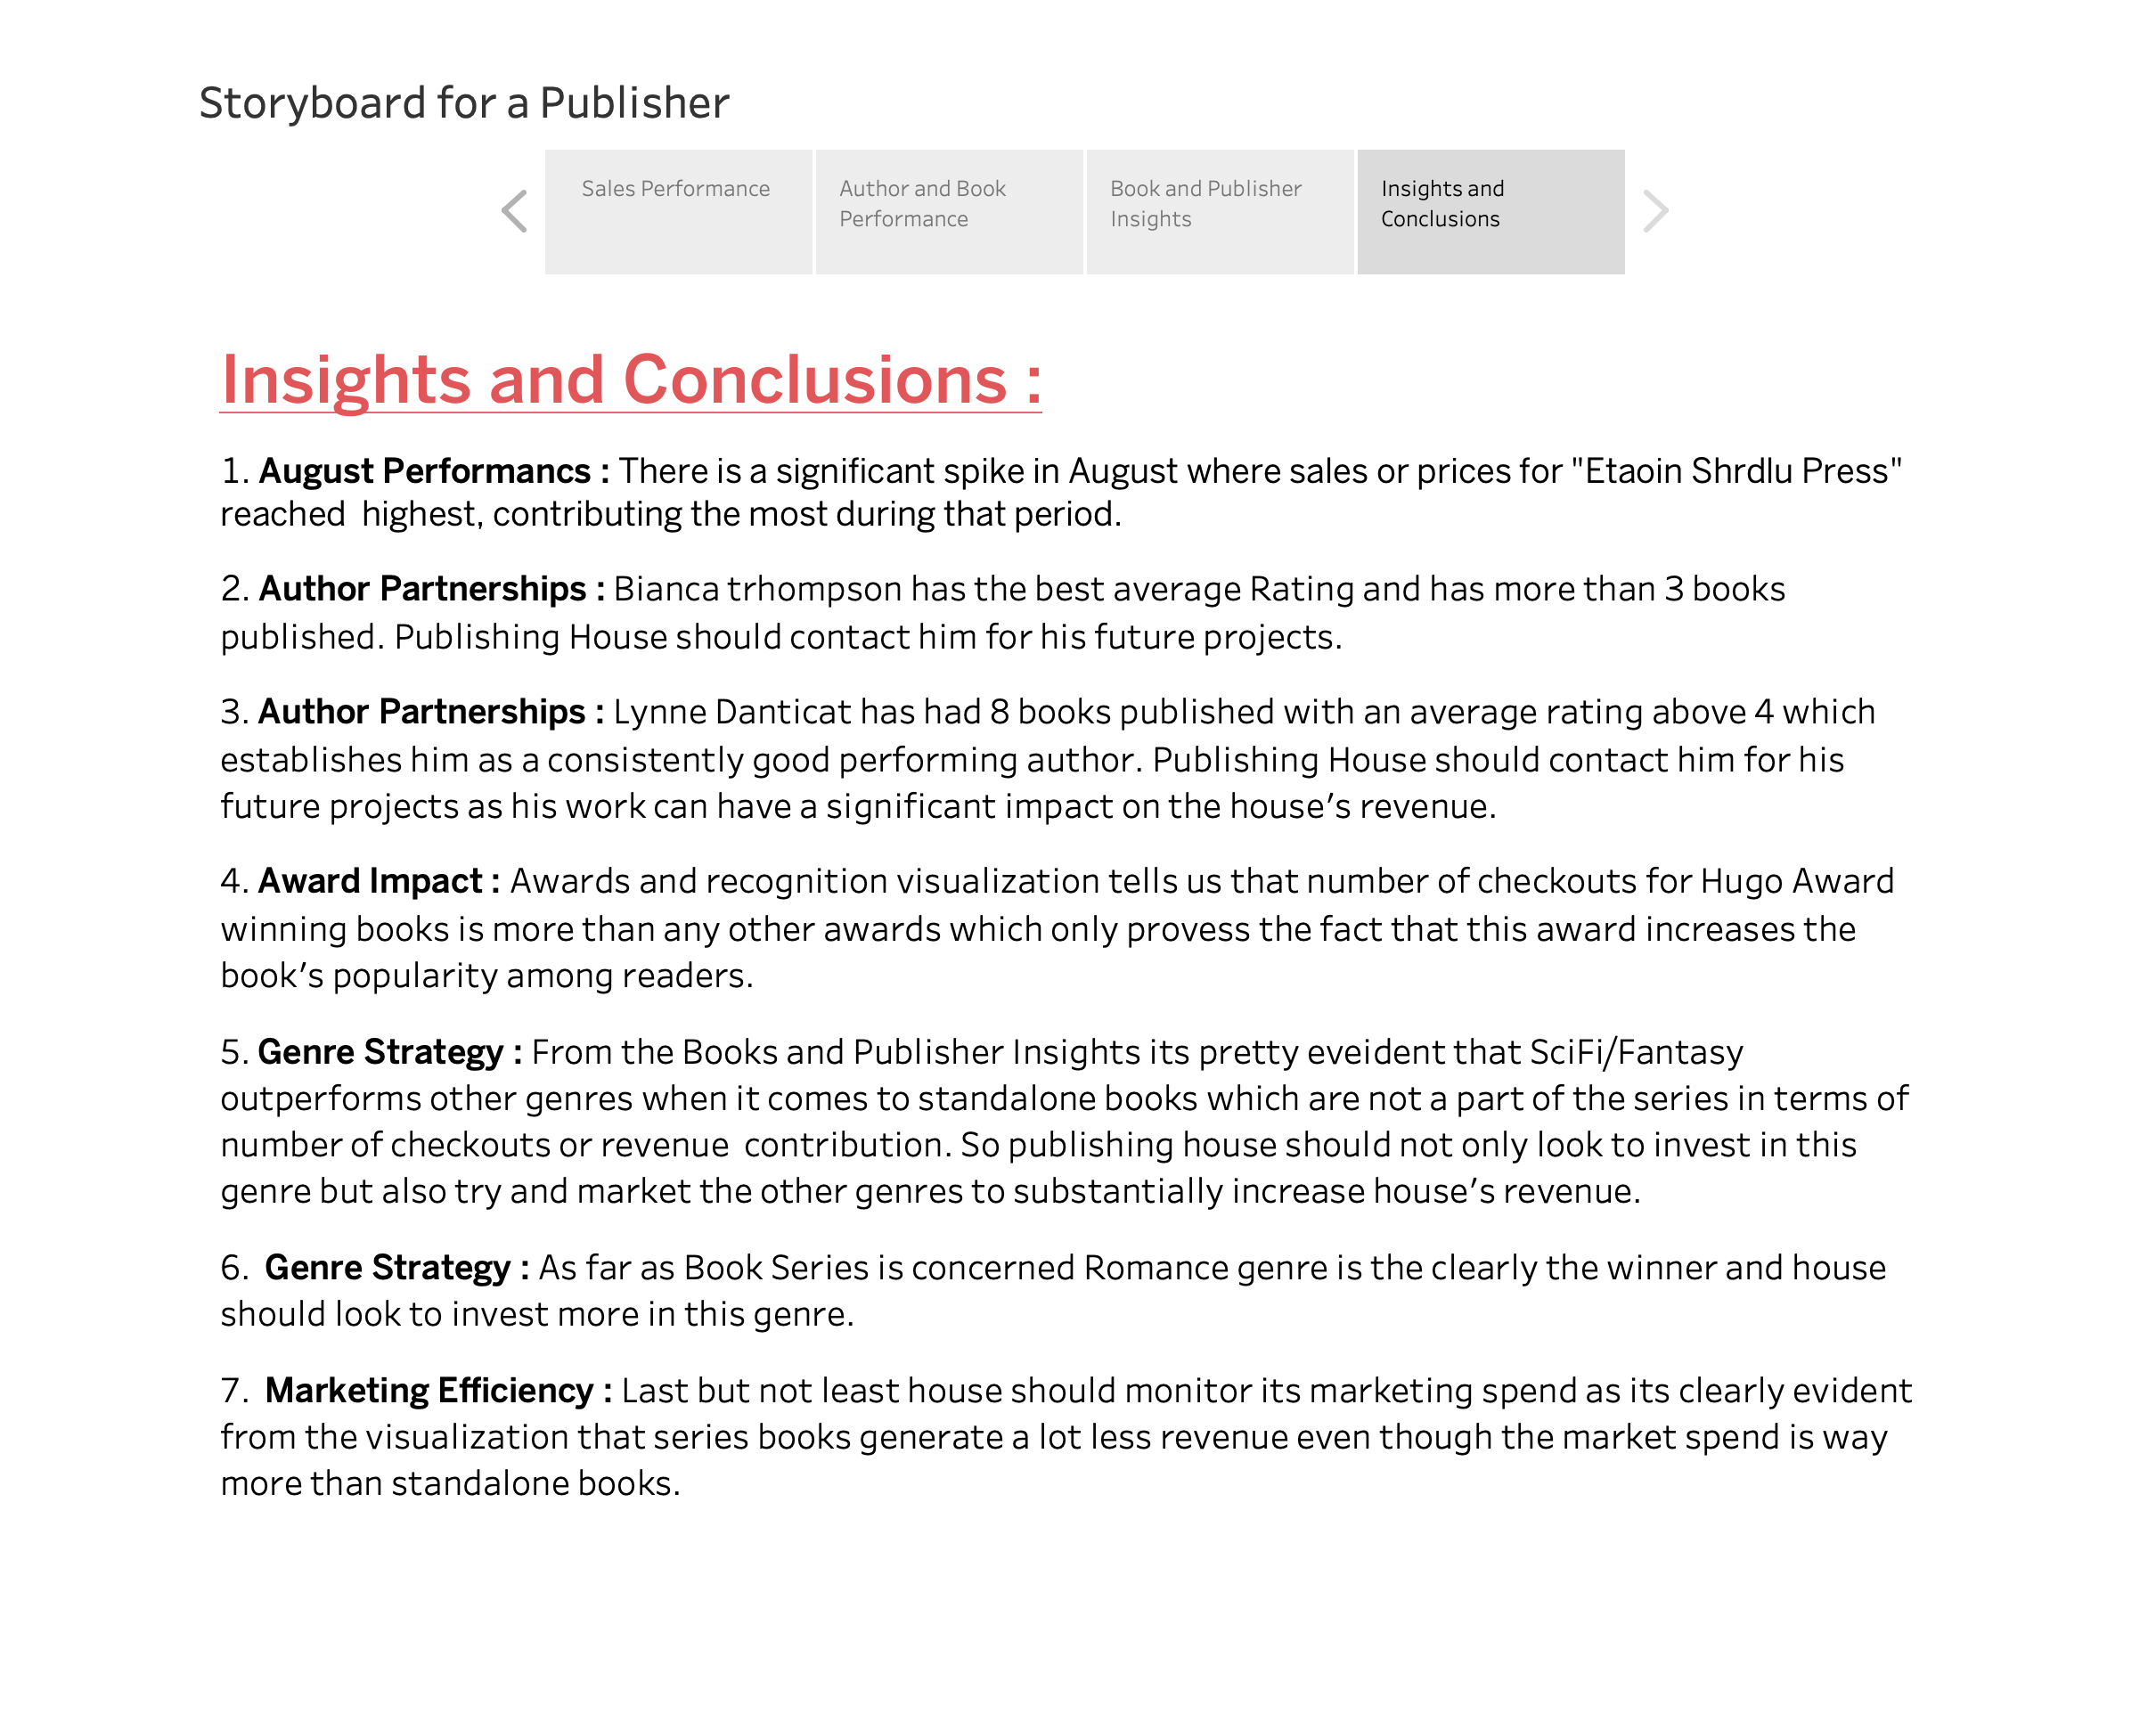 Storyboard for a Publisher
Sales Performance
Author and Book
Performance
Book and Publisher
Insights
Insights and
Conclusions
Insights and Conclusions :
1. August Performancs : There is a significant spike in August where sales or prices for "Etaoin Shrdlu Press"
reached  highest, contributing the most during that period.
2. Author Partnerships : Bianca trhompson has the best average Rating and has more than 3 books
published. Publishing House should contact him for his future projects.
3. Author Partnerships : Lynne Danticat has had 8 books published with an average rating above 4 which
establishes him as a consistently good performing author. Publishing House should contact him for his
future projects as his work can have a significant impact on the house’s revenue.
4. Award Impact : Awards and recognition visualization tells us that number of checkouts for Hugo Award
winning books is more than any other awards which only provess the fact that this award increases the
book’s popularity among readers.
5. Genre Strategy : From the Books and Publisher Insights its pretty eveident that SciFi/Fantasy
outperforms other genres when it comes to standalone books which are not a part of the series in terms of
number of checkouts or revenue  contribution. So publishing house should not only look to invest in this
genre but also try and market the other genres to substantially increase house’s revenue.
6.  Genre Strategy : As far as Book Series is concerned Romance genre is the clearly the winner and house
should look to invest more in this genre.
7.  Marketing Efficiency : Last but not least house should monitor its marketing spend as its clearly evident
from the visualization that series books generate a lot less revenue even though the market spend is way
more than standalone books.